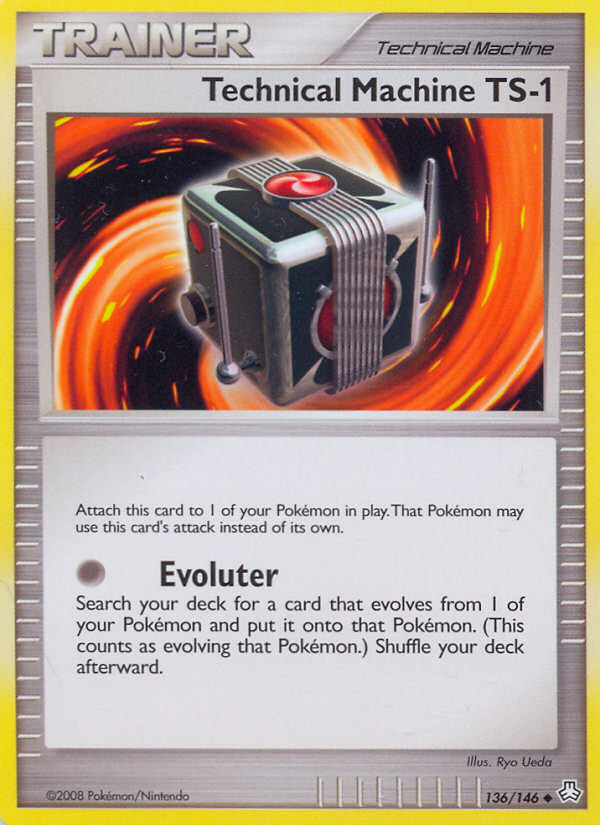 TRAINER
Technical Machine
Technical Machine TS-1
Attach this card to 1 of your Pokémon in play. That Pokémon may
use this card's attack instead of its own.
Evoluter
Search your deck for a card that evolves from 1 of
your Pokémon and put it onto that Pokémon. (This
counts as evolving that Pokémon.) Shuffle your deck
afterward.
Illus. Ryo Ueda
©2008 Pokémon/Nintendo
136/146